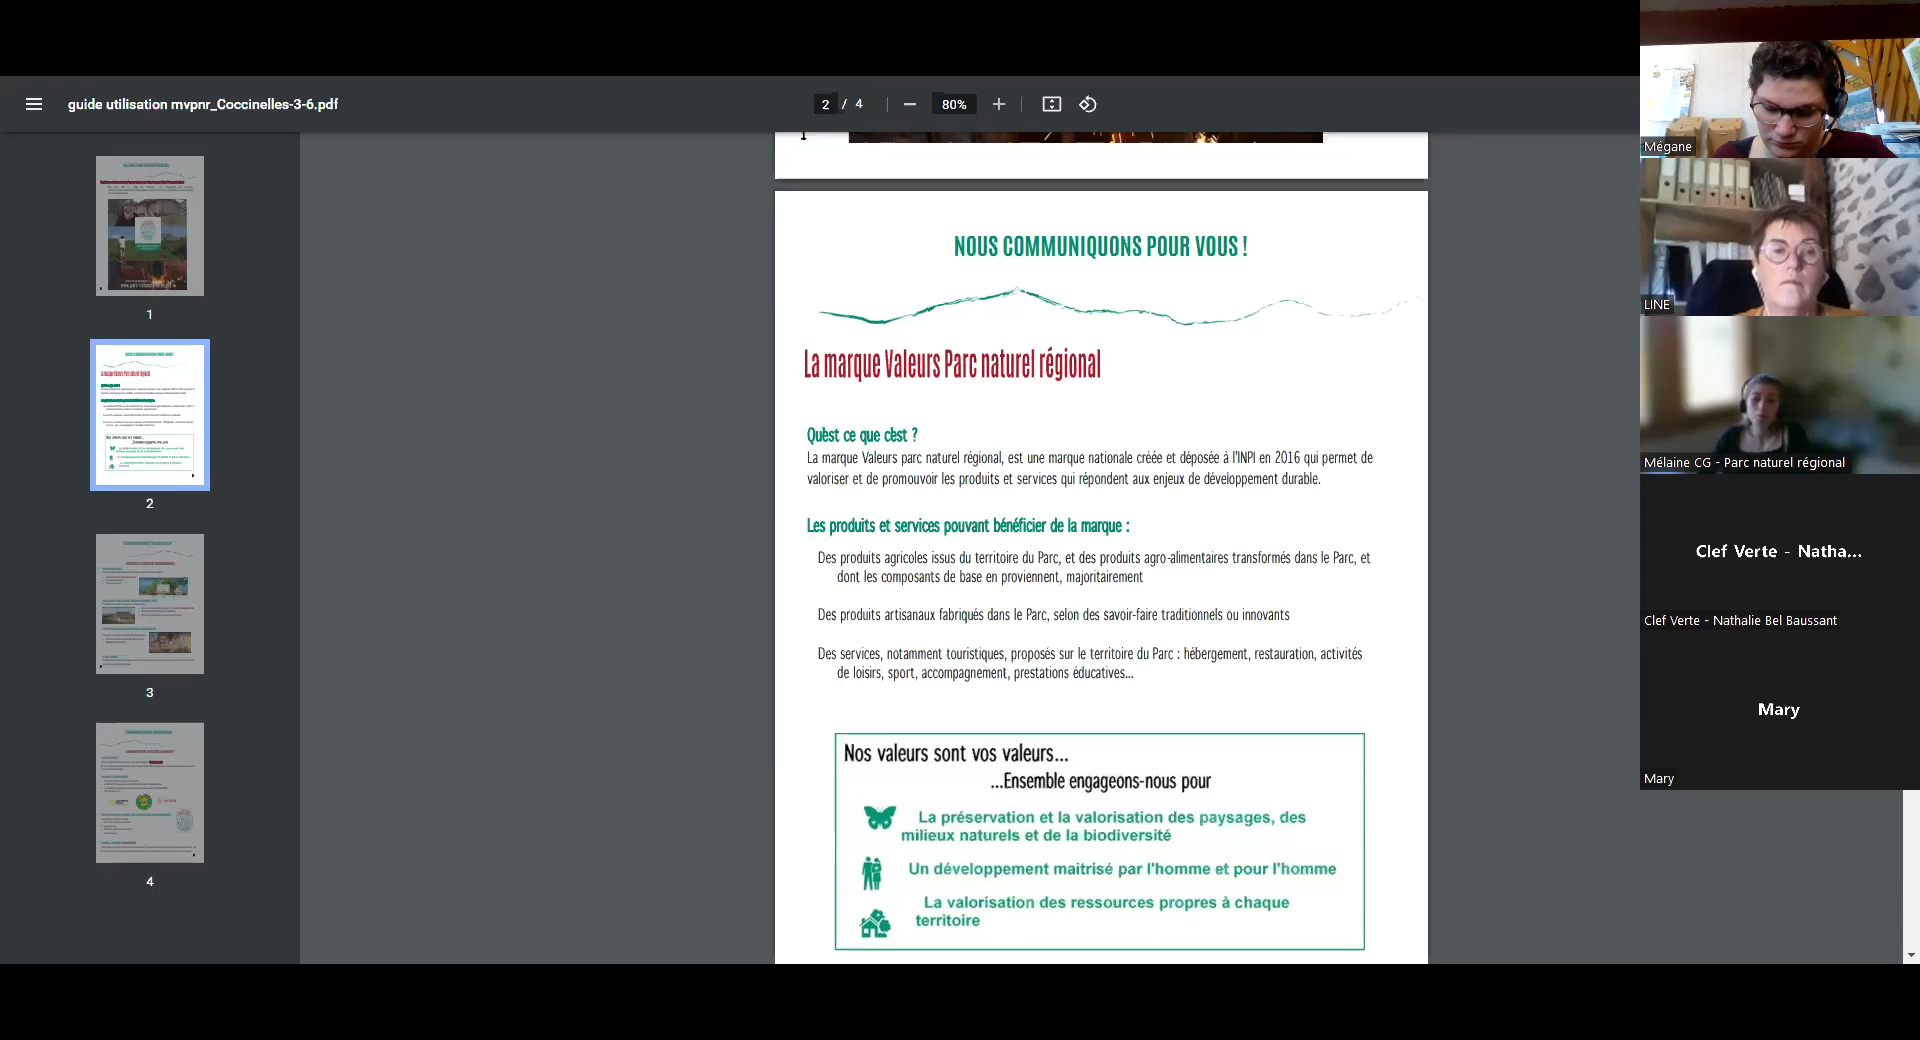 guide utilisation mvpnr_Coccinelles-3-6.pdf
2 / 4
80%
1
2
3
4
1
NOUS COMMUNIQUONS POUR VOUS !
La marque Valeurs Parc naturel régional
Qu'est ce que c'est ?
La marque Valeurs parc naturel régional, est une marque nationale créée et déposée à l'INPI en 2016 qui permet de
valoriser et de promouvoir les produits et services qui répondent aux enjeux de développement durable.
Les produits et services pouvant bénéficier de la marque :
Des produits agricoles issus du territoire du Parc, et des produits agro-alimentaires transformés dans le Parc, et
dont les composants de base en proviennent, majoritairement
Des produits artisanaux fabriqués dans le Parc, selon des savoir-faire traditionnels ou innovants
Des services, notamment touristiques, proposés sur le territoire du Parc : hébergement, restauration, activités
de loisirs, sport, accompagnement, prestations éducatives...
Nos valeurs sont vos valeurs...
...Ensemble engageons-nous pour
La préservation et la valorisation des paysages, des
milieux naturels et de la biodiversité
Un développement maitrisé par l'homme et pour l'homme
La valorisation des ressources propres à chaque
territoire
Mégane
LINE
Mélaine CG - Parc naturel régional
Clef Verte - Natha...
Clef Verte - Nathalie Bel Baussant
Mary
Mary